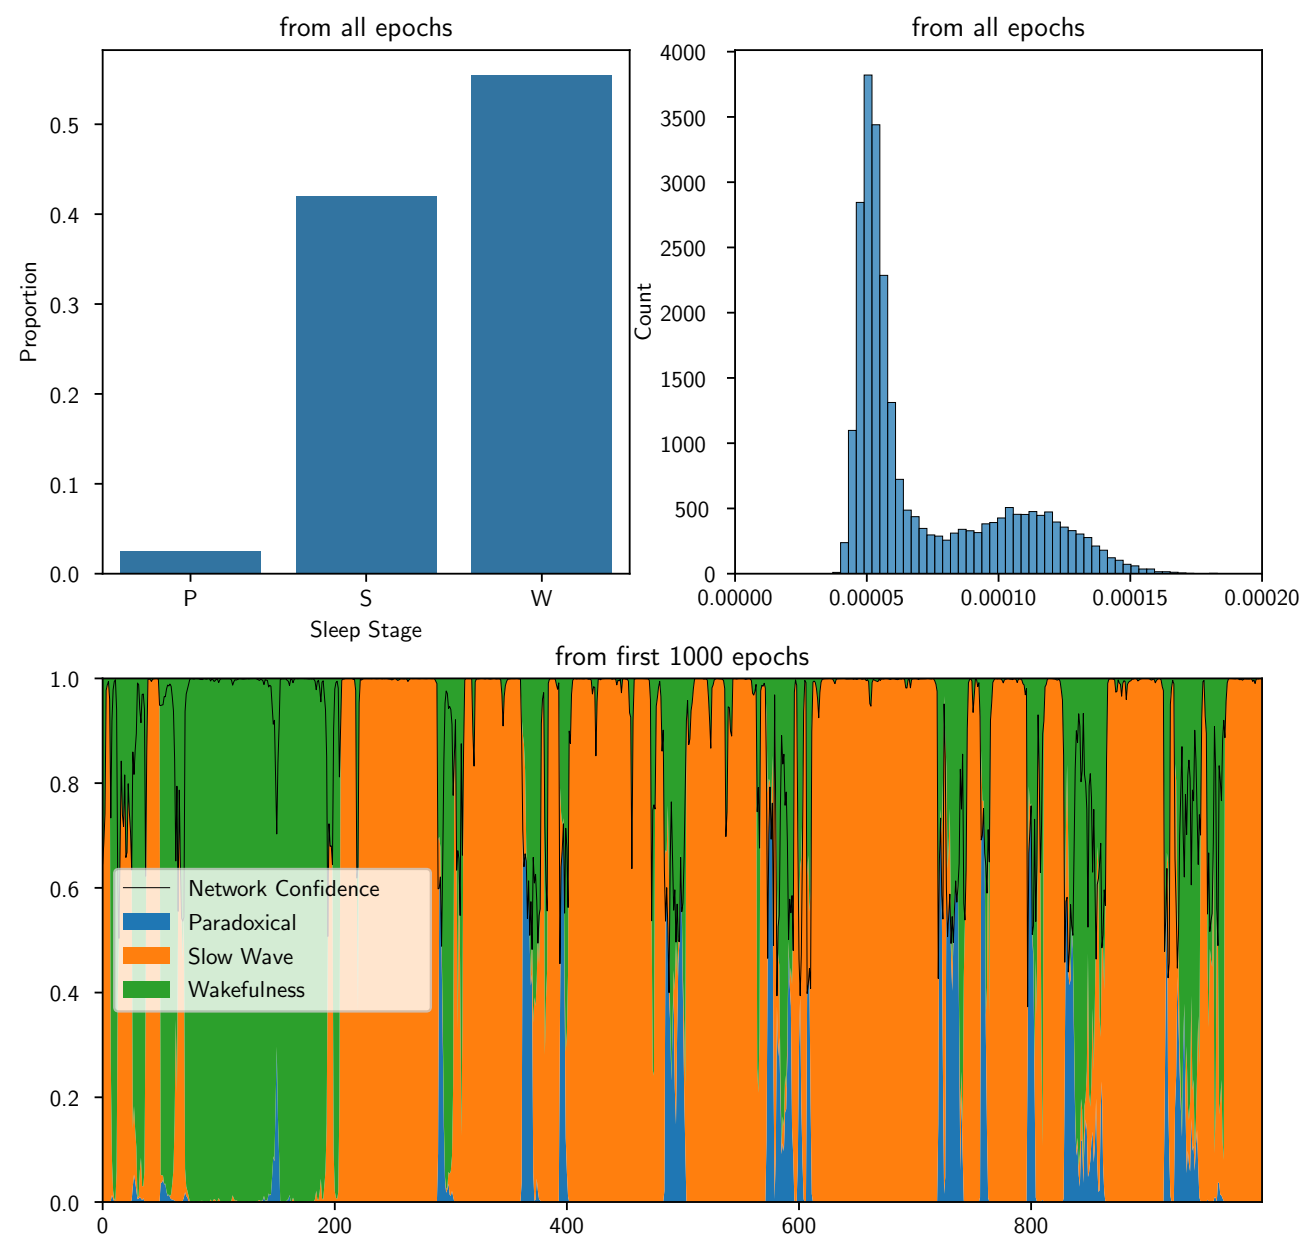 from all epochs
Proportion
0.5
0.4
0.3
0.2
0.1
0.0
P S W
Sleep Stage
from all epochs
Count
4000
3500
3000
2500
2000
1500
1000
500
0
0.00000 0.00005 0.00010 0.00015 0.00020
from first 1000 epochs
1.0
0.8
0.6
0.4
0.2
0.0
Network Confidence
Paradoxical
Slow Wave
Wakefulness
0 200 400 600 800